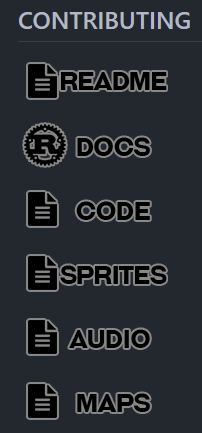 CONTRIBUTING
README
R DOCS
CODE
SPRITES
AUDIO
MAPS